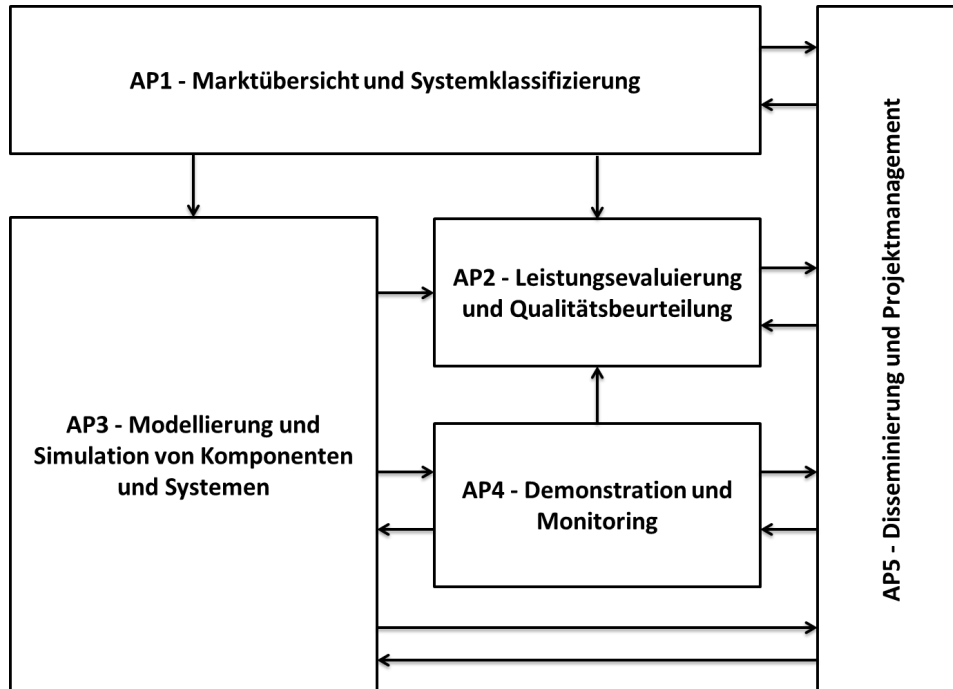 AP1 - Marktübersicht und Systemklassifizierung
AP2 - Leistungsevaluierung
und Qualitätsbeurteilung
AP3 - Modellierung und
Simulation von Komponenten
und Systemen
AP4 - Demonstration und
Monitoring
AP5 - Disseminierung und Projektmanagement